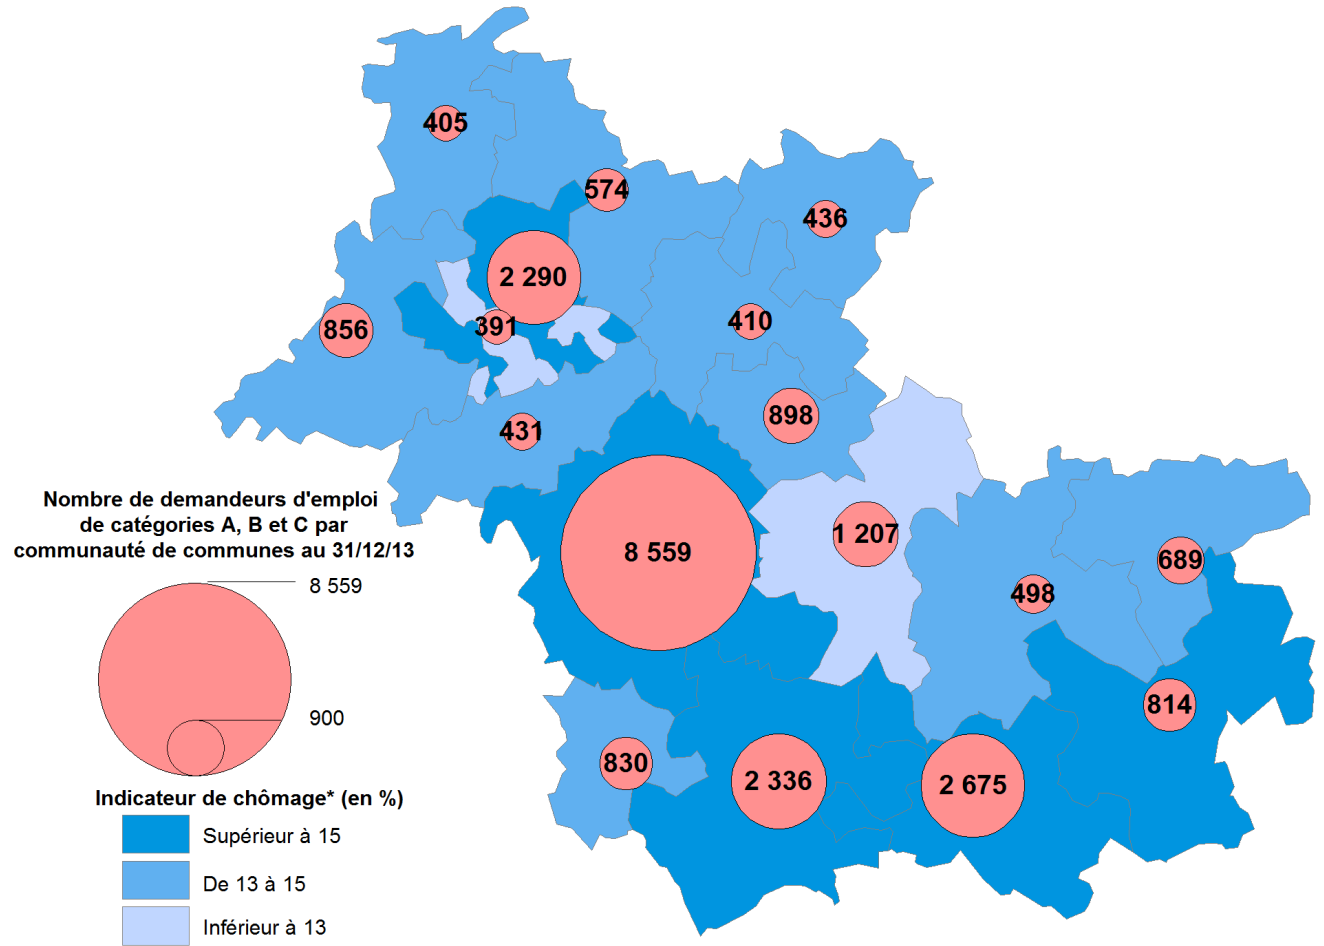 405
574
436
2 290
391
410
856
898
431
Nombre de demandeurs d'emploi
de catégories A, B et C par
communauté de communes au 31/12/13
8 559
900
8 559
1 207
689
498
814
830
2 336
2 675
Indicateur de chômage* (en %)
Supérieur à 15
De 13 à 15
Inférieur à 13